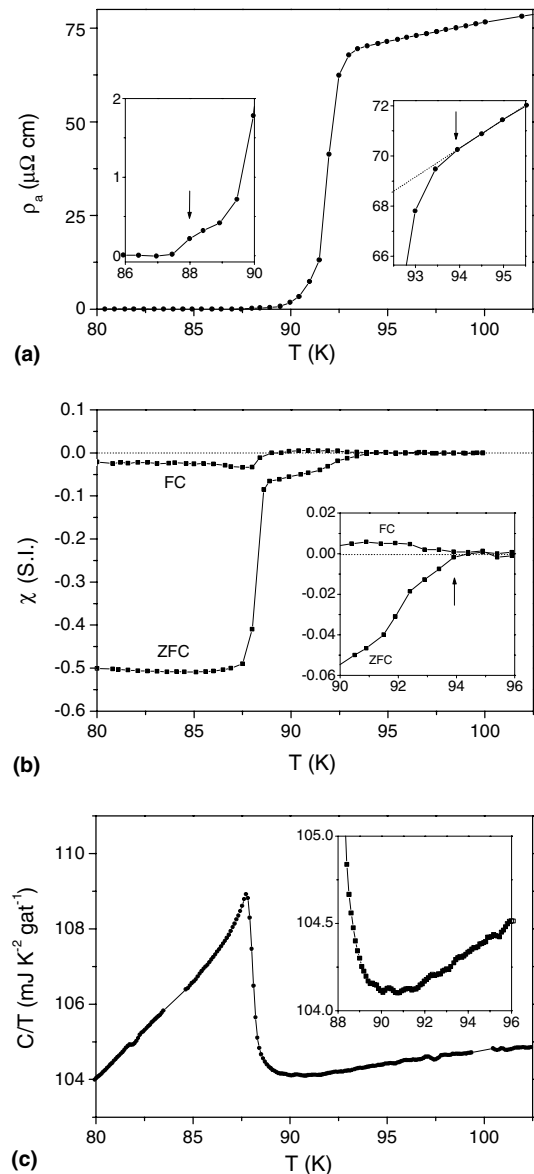 75
50
25
0
ρa (μΩ cm)
2
1
0
86 88 90
72
70
68
66
93 94 95
80 85 90 95 100
T (K)
(a)
0.1
0.0
-0.1
-0.2
-0.3
-0.4
-0.5
-0.6
χ (S.I.)
FC
ZFC
0.02
0.00
-0.02
-0.04
-0.06
FC
ZFC
90 91 92 93 94 95 96
80 85 90 95 100
T (K)
(b)
110
108
106
104
C/T (mJ K⁻² gat⁻¹)
105.0
104.5
104.0
88 90 91 92 94 96
80 85 90 95 100
T (K)
(c)